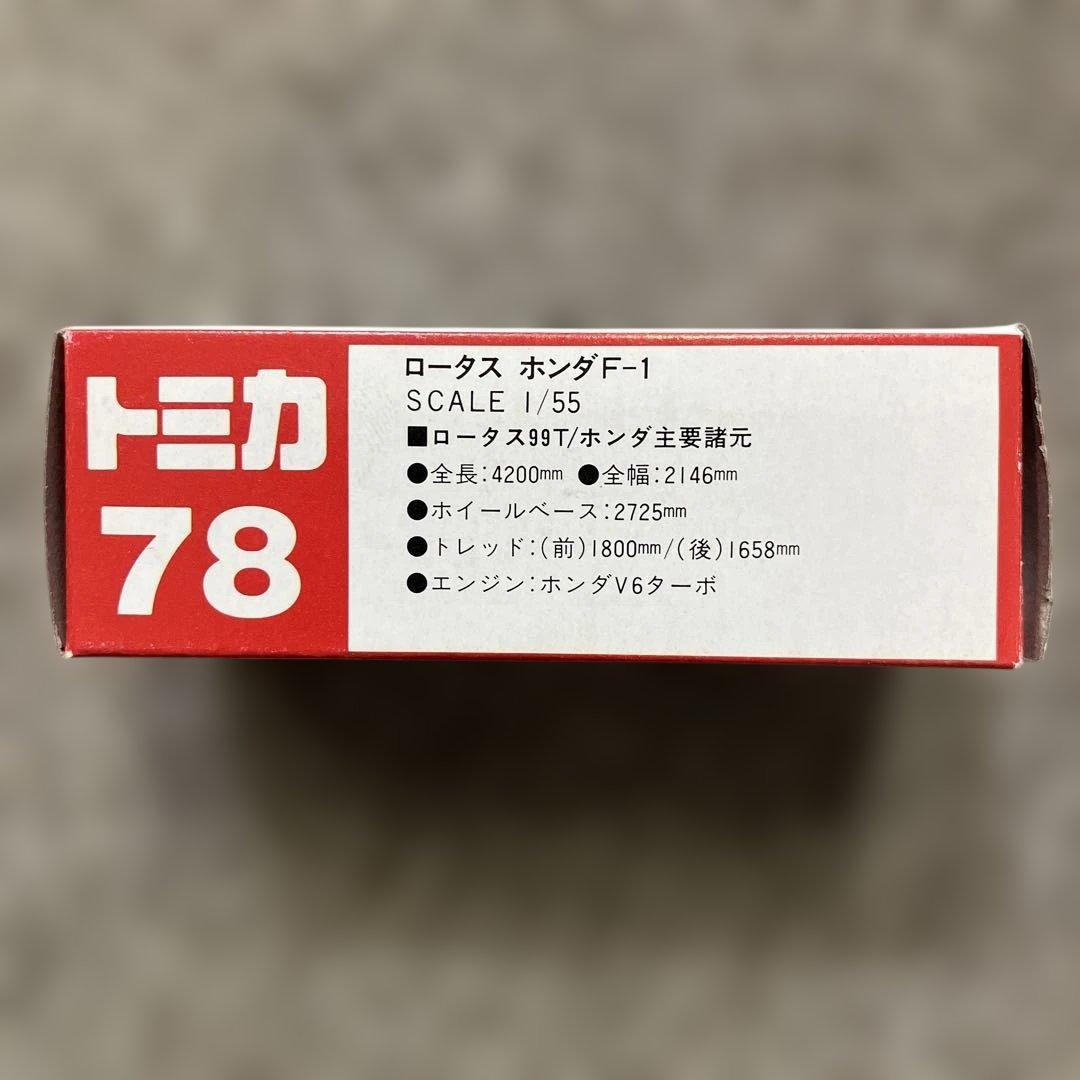 トミカ
78
ロータス ホンダF-1
SCALE 1/55
■ロータス99T/ホンダ主要諸元
●全長:4200mm ●全幅:2146mm
●ホイールベース:2725mm
●トレッド:(前)1800mm/(後)1658mm
●エンジン:ホンダV6ターボ